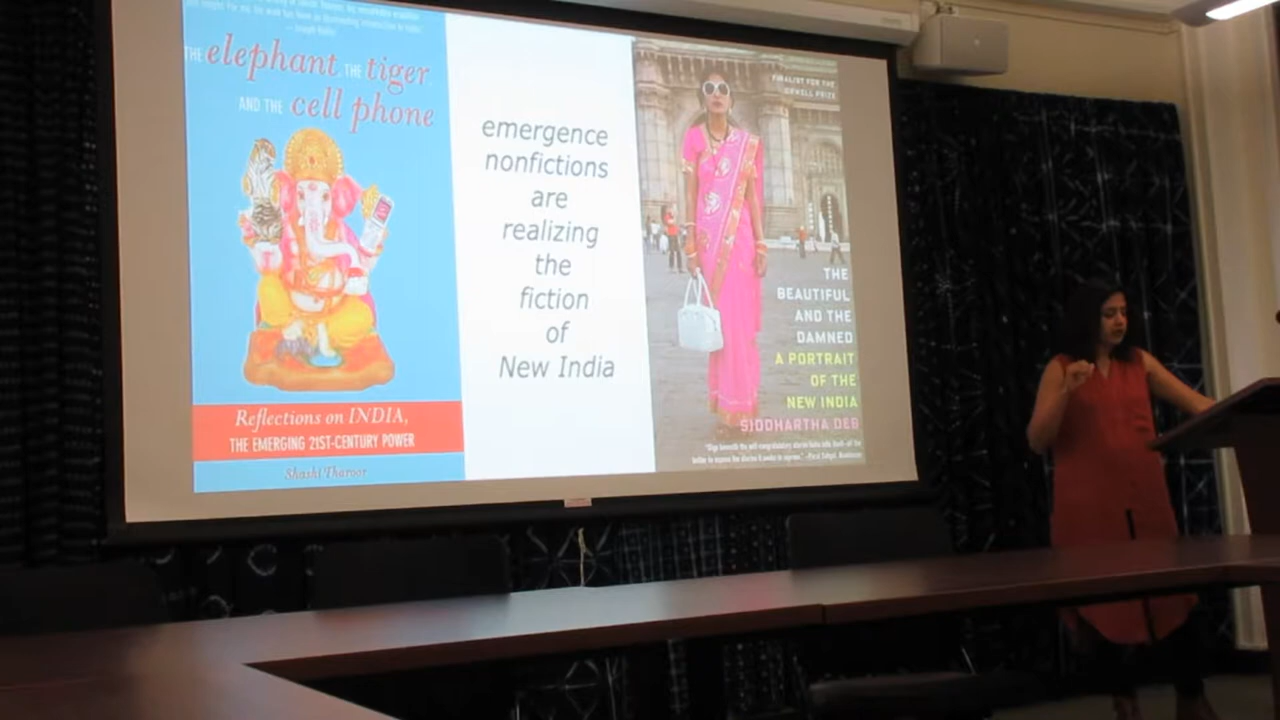 THE elephant, THE tiger
AND THE cell phone
Reflections on INDIA,
THE EMERGING 21ST-CENTURY POWER
Shashi Tharoor
emergence
nonfictions
are
realizing
the
fiction
of
New India
FINALIST FOR THE
ORWELL PRIZE
THE
BEAUTIFUL
AND THE
DAMNED
A PORTRAIT
OF THE
NEW INDIA
SIDDHARTHA DEB